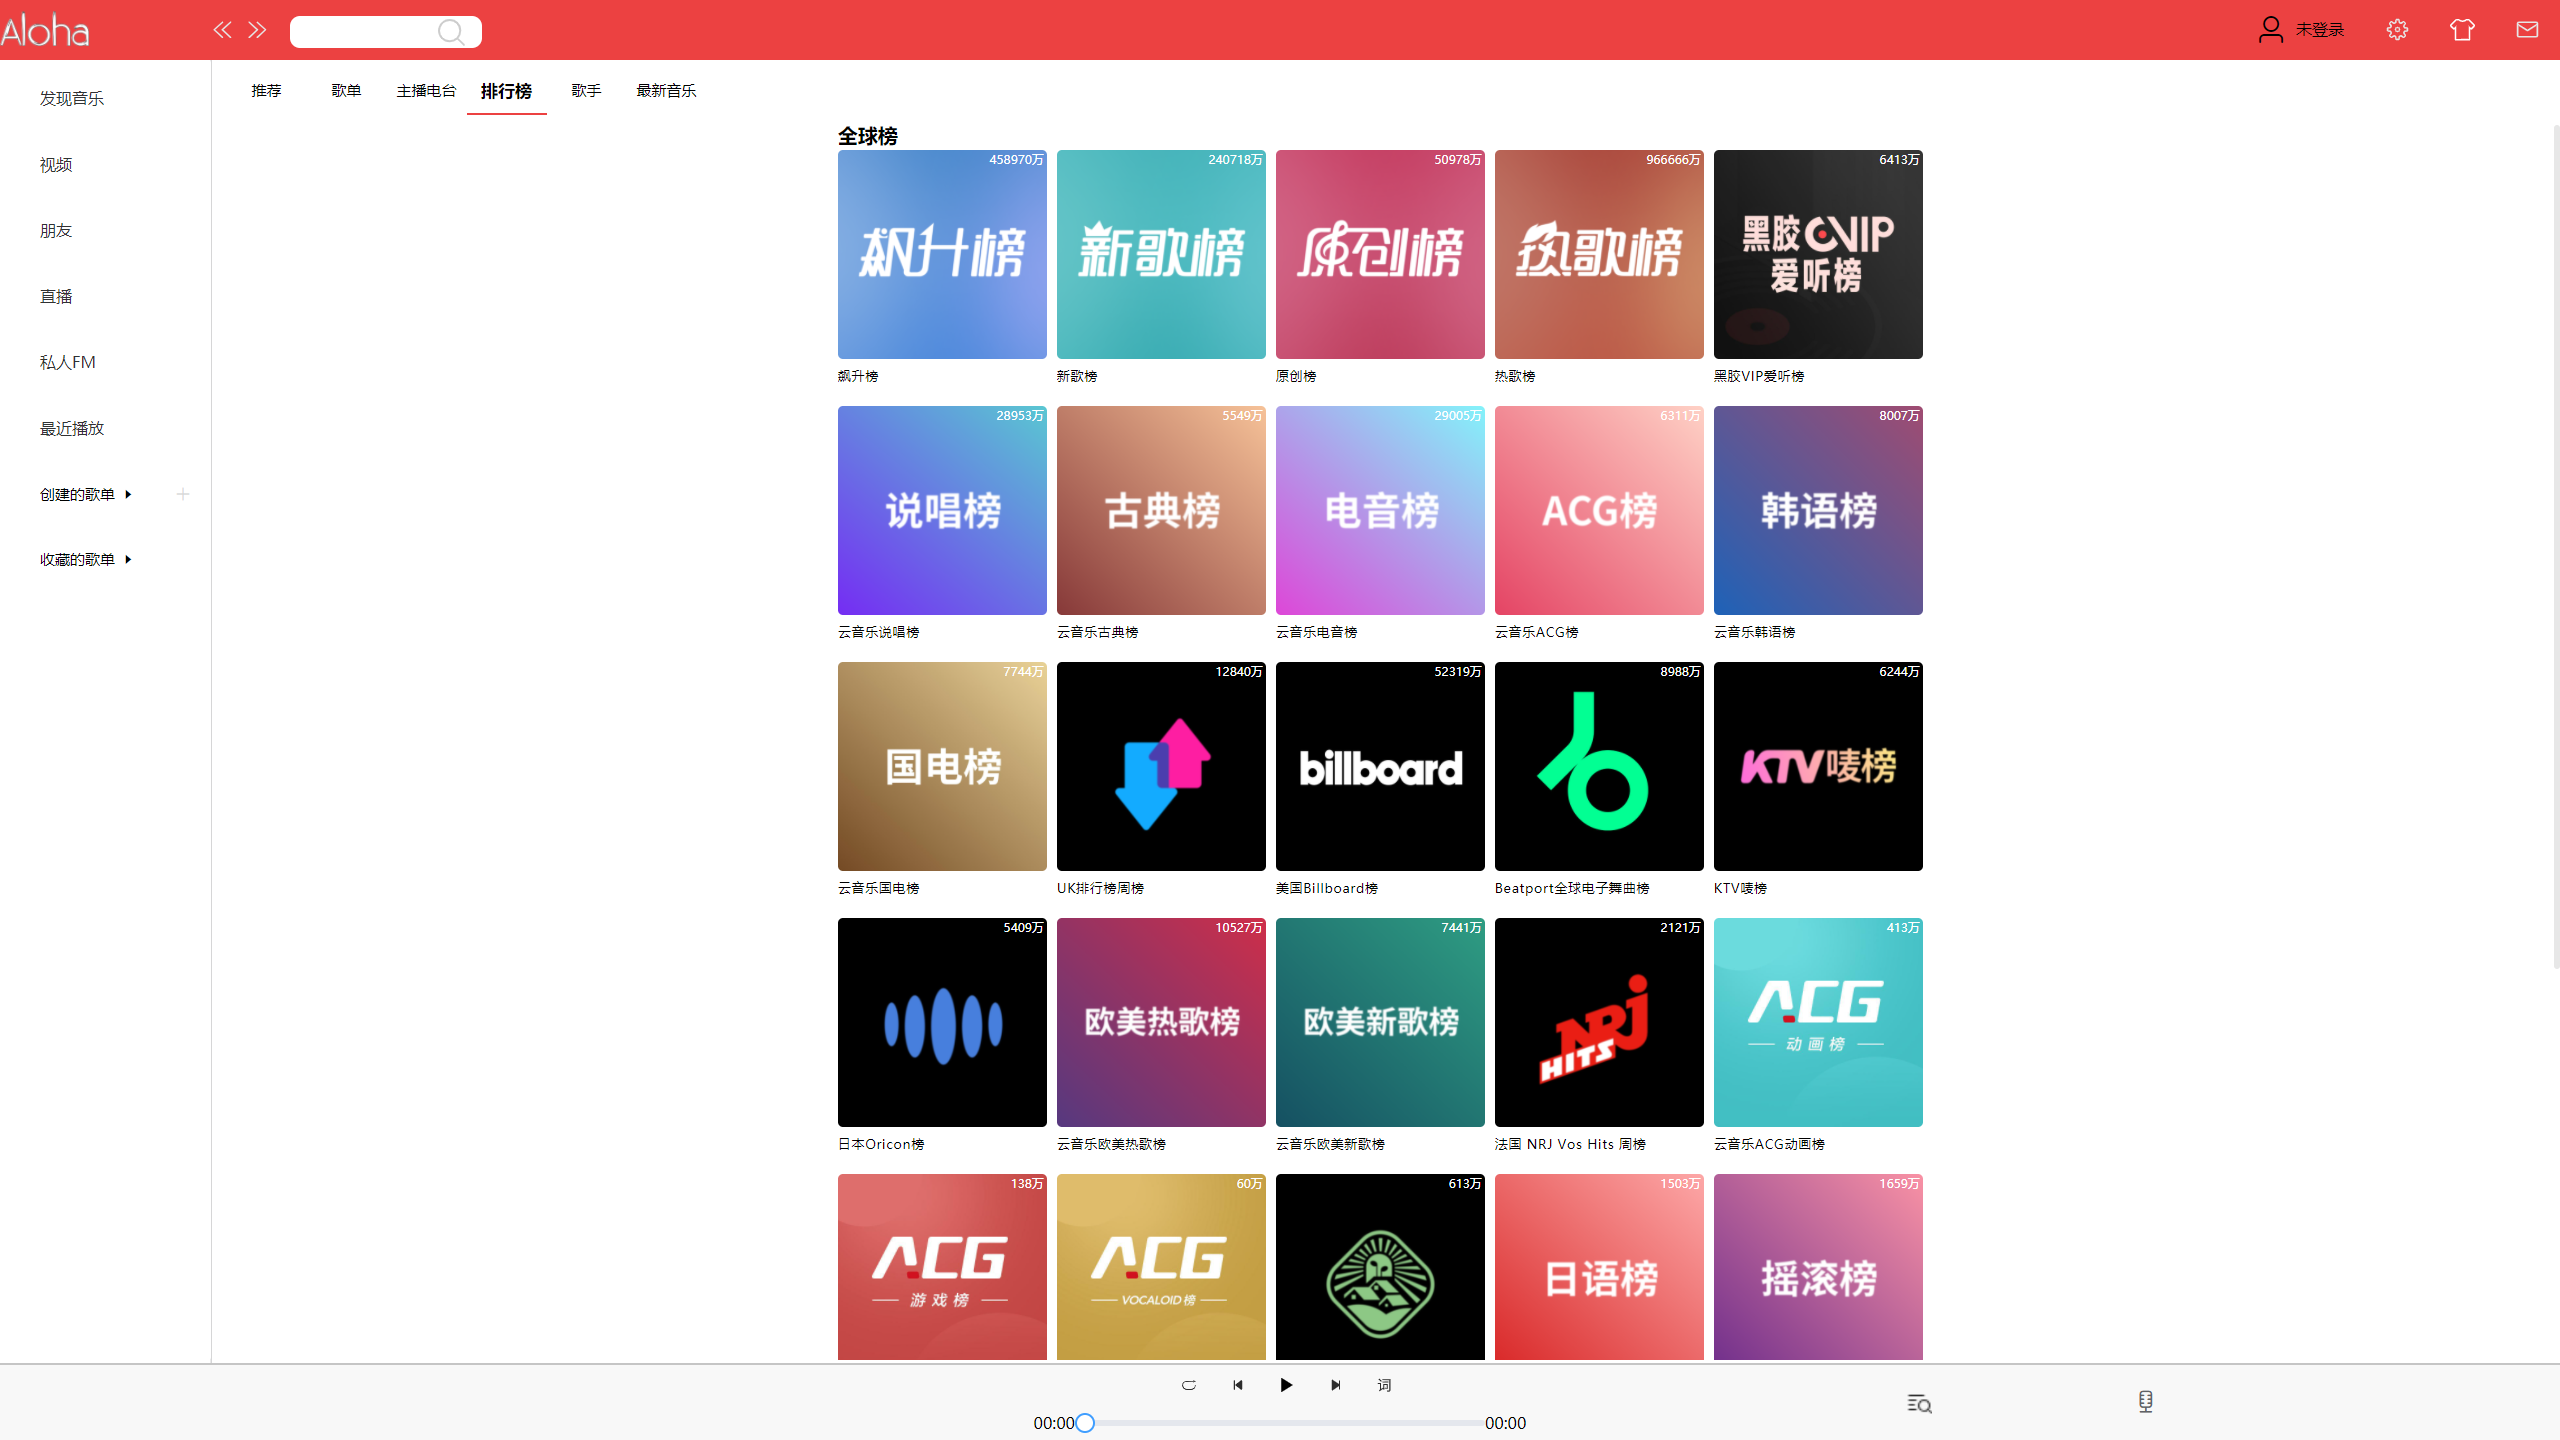 Aloha
未登录
发现音乐
视频
朋友
直播
私人FM
最近播放
创建的歌单
收藏的歌单
推荐 歌单 主播电台 排行榜 歌手 最新音乐
全球榜
458970万 240718万 50978万 966666万 6413万
飙升榜 新歌榜 原创榜 热歌榜 黑胶VIP
爱听榜
飙升榜 新歌榜 原创榜 热歌榜 黑胶VIP爱听榜
28953万 5549万 29005万 6311万 8007万
说唱榜 古典榜 电音榜 ACG榜 韩语榜
云音乐说唱榜 云音乐古典榜 云音乐电音榜 云音乐ACG榜 云音乐韩语榜
7744万 12840万 52319万 8988万 6244万
国电榜 billboard KTV唛榜
云音乐国电榜 UK排行榜周榜 美国Billboard榜 Beatport全球电子舞曲榜 KTV唛榜
5409万 10527万 7441万 2121万 413万
欧美热歌榜 欧美新歌榜 NRJ HITS ACG
动画榜
日本Oricon榜 云音乐欧美热歌榜 云音乐欧美新歌榜 法国 NRJ Vos Hits 周榜 云音乐ACG动画榜
138万 60万 613万 1503万 1659万
ACG ACG 日语榜 摇滚榜
游戏榜 VOCALOID榜
词
00:00 00:00